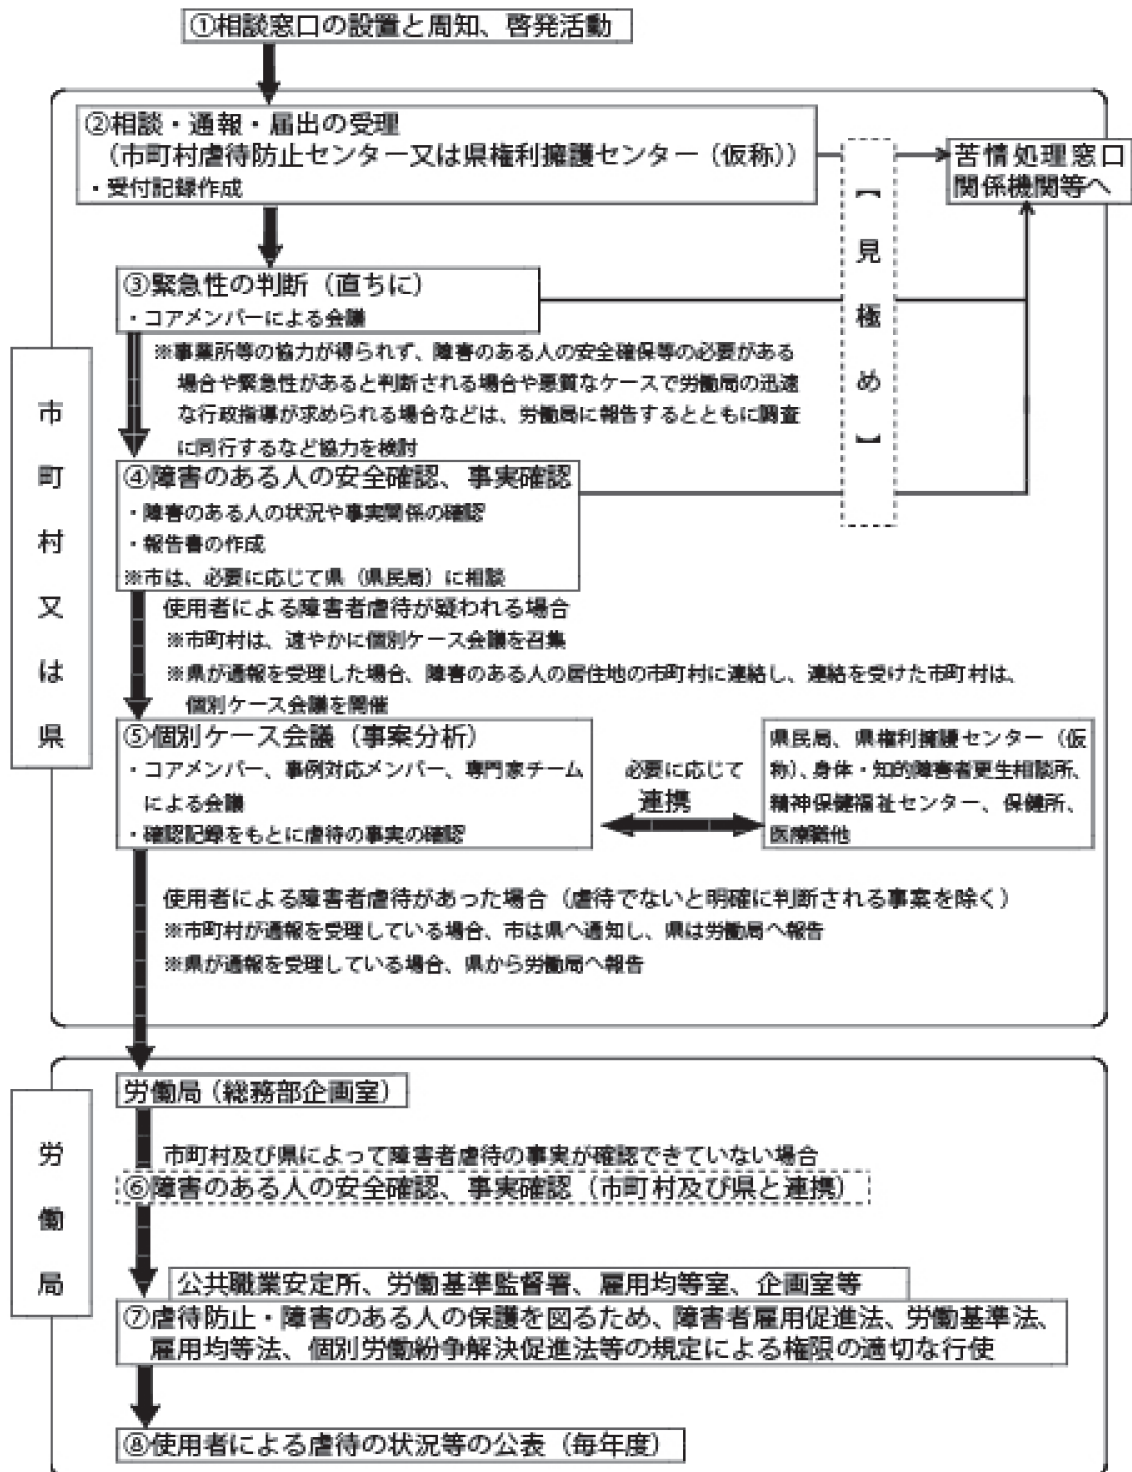 ①相談窓口の設置と周知、啓発活動
②相談・通報・届出の受理
（市町村虐待防止センター又は県権利擁護センター（仮称））
・受付記録作成
【見極め】
苦情処理窓口
関係機関等へ
③緊急性の判断（直ちに）
・コアメンバーによる会議
※事業所等の協力が得られず、障害のある人の安全確保等の必要がある
場合や緊急性があると判断される場合や悪質なケースで労働局の迅速
な行政指導が求められる場合などは、労働局に報告するとともに調査
に同行するなど協力を検討
市町村又は県
④障害のある人の安全確認、事実確認
・障害のある人の状況や事実関係の確認
・報告書の作成
※市は、必要に応じて県（県民局）に相談
使用者による障害者虐待が疑われる場合
※市町村は、速やかに個別ケース会議を召集
※県が通報を受理した場合、障害のある人の居住地の市町村に連絡し、連絡を受けた市町村は、
個別ケース会議を開催
⑤個別ケース会議（事案分析）
・コアメンバー、事例対応メンバー、専門家チーム
による会議
・確認記録をもとに虐待の事実の確認
必要に応じて
連携
県民局、県権利擁護センター（仮
称）、身体・知的障害者更生相談所、
精神保健福祉センター、保健所、
医療職他
使用者による障害者虐待があった場合（虐待でないと明確に判断される事案を除く）
※市町村が通報を受理している場合、市は県へ通知し、県は労働局へ報告
※県が通報を受理している場合、県から労働局へ報告
労働局
労働局（総務部企画室）
市町村及び県によって障害者虐待の事実が確認できていない場合
⑥障害のある人の安全確認、事実確認（市町村及び県と連携）
公共職業安定所、労働基準監督署、雇用均等室、企画室等
⑦虐待防止・障害のある人の保護を図るため、障害者雇用促進法、労働基準法、
雇用均等法、個別労働紛争解決促進法等の規定による権限の適切な行使
⑧使用者による虐待の状況等の公表（毎年度）